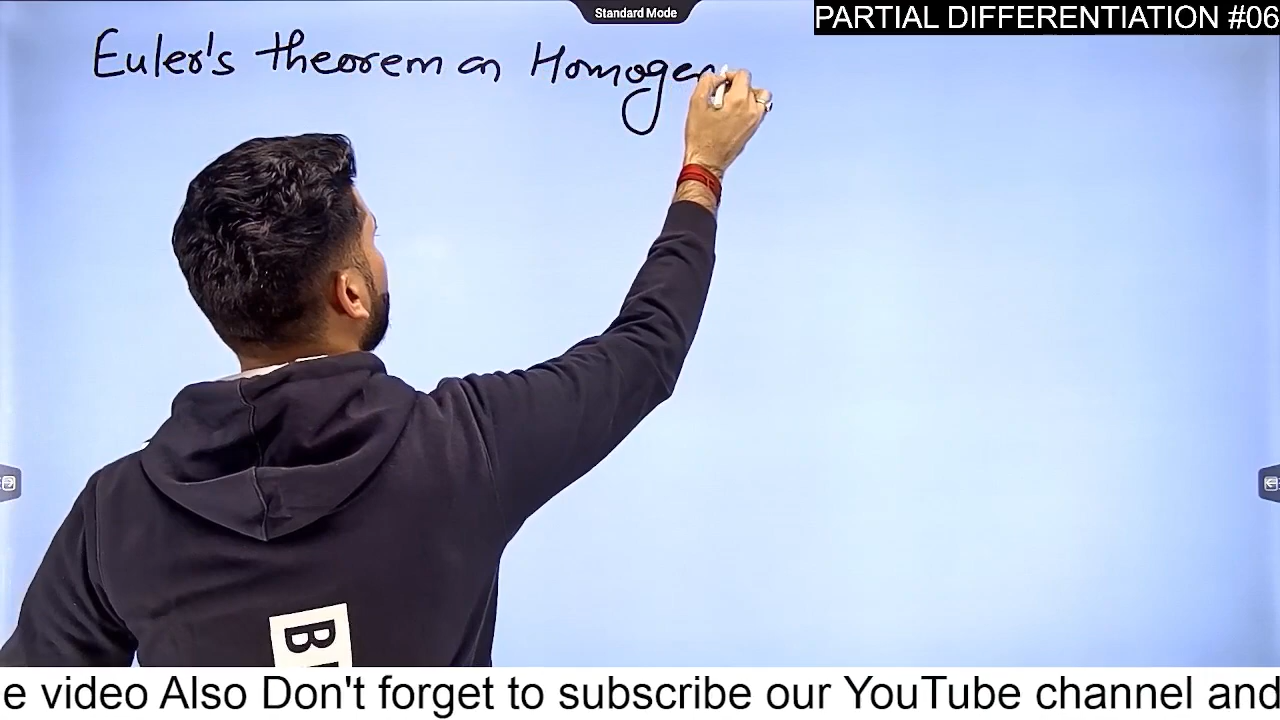 Standard Mode
PARTIAL DIFFERENTIATION #06
Euler's theorem on Homogen
B
e video Also Don't forget to subscribe our YouTube channel and